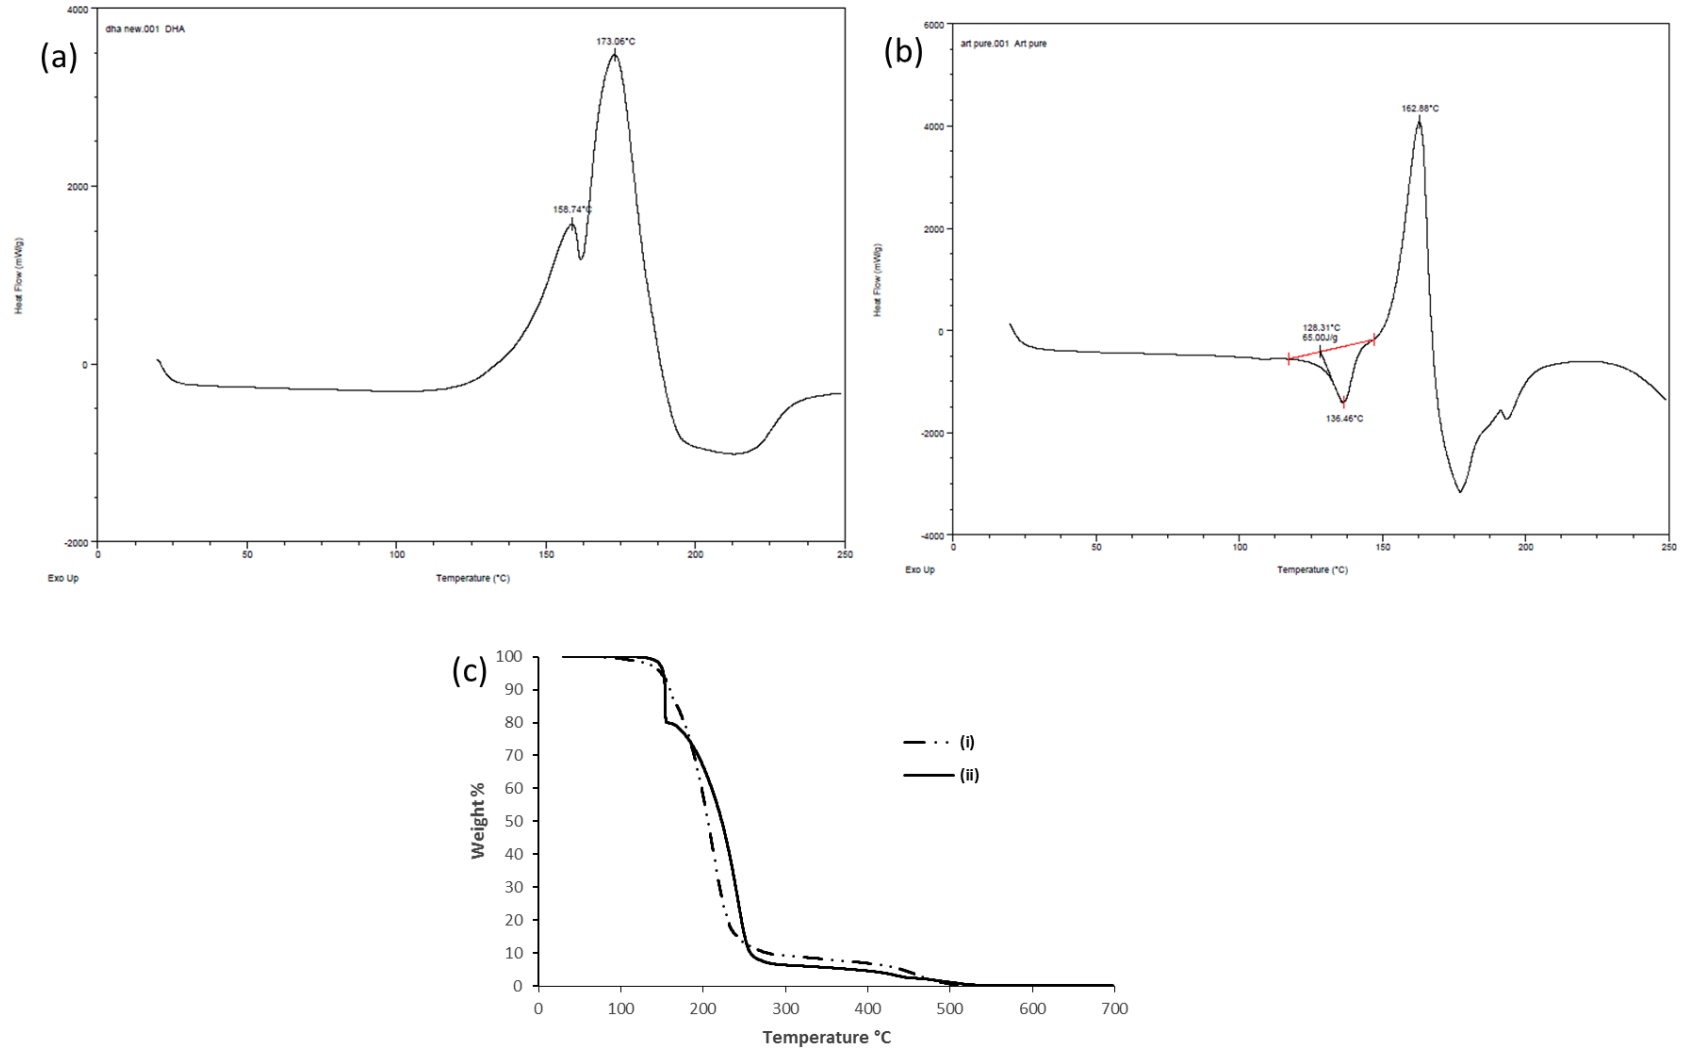 (a)
dha new.001 DHA
4000
2000
0
-2000
173.06°C
158.74°C
Heat Flow (mW/g)
0
50
100
150
200
250
Exo Up
Temperature (°C)
(b)
art pure.001 Art pure
6000
4000
2000
0
-2000
-4000
162.88°C
128.31°C
65.00J/g
136.46°C
Heat Flow (mW/g)
0
50
100
150
200
250
Exo Up
Temperature (°C)
(c)
100
90
80
70
60
50
40
30
20
10
0
Weight %
(i)
(ii)
0
100
200
300
400
500
600
700
Temperature °C